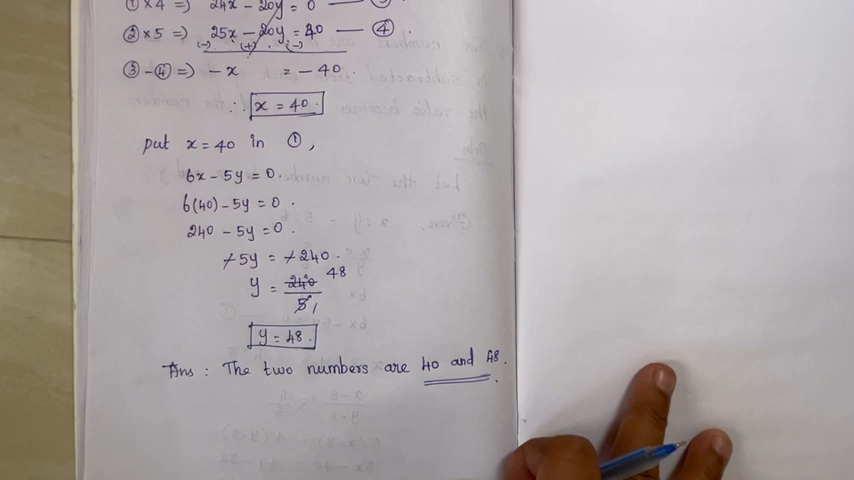 ①×4 ⇒) 24x - 20y = 0 — ③
②×5 ⇒) 25x - 20y = 40 — ④.
(-) (+) (-)
③-④ ⇒) -x = -40.
∴ x = 40.
put x = 40 in ①,
6x - 5y = 0.
6(40) - 5y = 0.
240 - 5y = 0.
-5y = -240.
y = 240/5 48
y = 48.
Ans : The two numbers are 40 and 48.